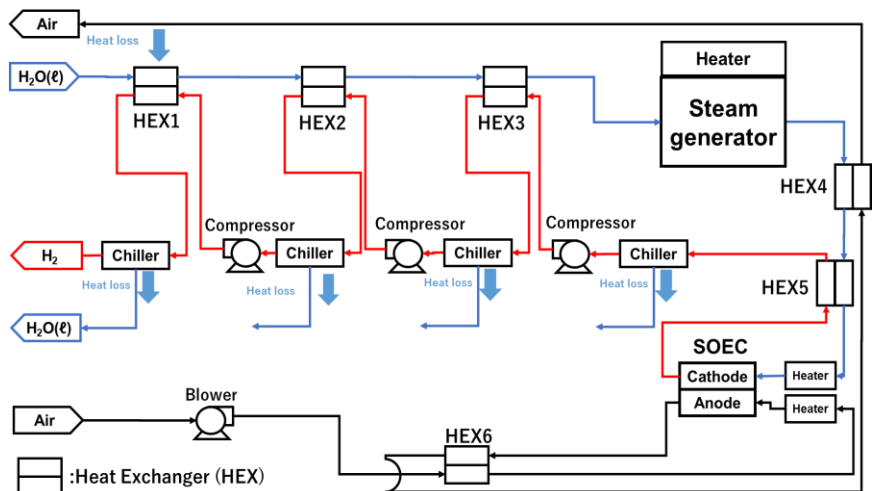 Air
Heat loss
H₂O(ℓ)
HEX1
HEX2
HEX3
Heater
Steam
generator
HEX4
Compressor
Compressor
Compressor
H₂
Chiller
Chiller
Chiller
Chiller
Heat loss
Heat loss
Heat loss
Heat loss
HEX5
H₂O(ℓ)
SOEC
Cathode
Heater
Anode
Heater
Blower
Air
HEX6
:Heat Exchanger (HEX)